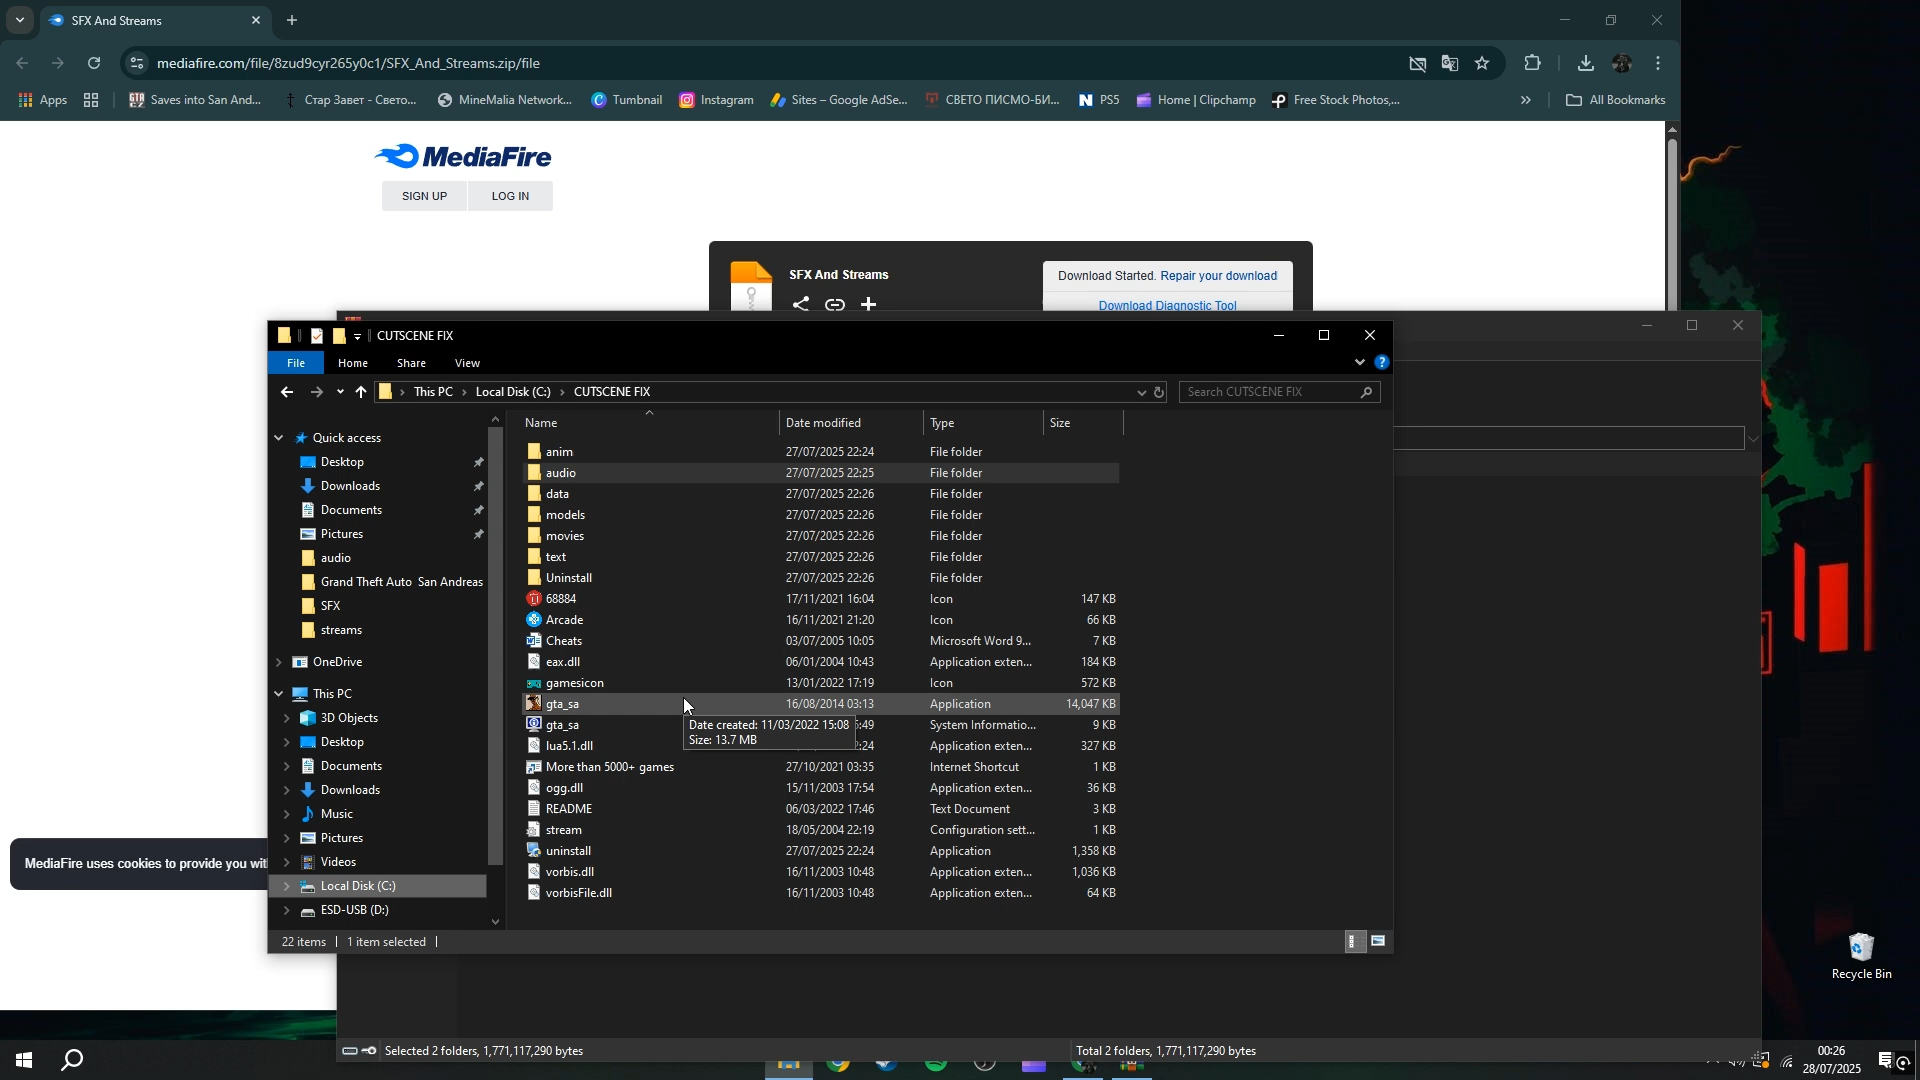 SFX And Streams
mediafire.com/file/8zud9cyr265y0c1/SFX_And_Streams.zip/file
Apps
Saves into San And...
Стар Завет - Свето...
MineMalia Network...
Tumbnail
Instagram
Sites – Google AdSe...
СВЕТО ПИСМО-БИ...
PS5
Home | Clipchamp
Free Stock Photos,...
»
All Bookmarks
MediaFire
SIGN UP
LOG IN
SFX And Streams
Download Started. Repair your download
Download Diagnostic Tool
CUTSCENE FIX
File
Home
Share
View
This PC > Local Disk (C:) > CUTSCENE FIX
Search CUTSCENE FIX
Quick access
Desktop
Downloads
Documents
Pictures
audio
Grand Theft Auto San Andreas
SFX
streams
OneDrive
This PC
3D Objects
Desktop
Documents
Downloads
Music
Pictures
Videos
Local Disk (C:)
ESD-USB (D:)
Name Date modified Type Size
anim 27/07/2025 22:24 File folder
audio 27/07/2025 22:25 File folder
data 27/07/2025 22:26 File folder
models 27/07/2025 22:26 File folder
movies 27/07/2025 22:26 File folder
text 27/07/2025 22:26 File folder
Uninstall 27/07/2025 22:26 File folder
68884 17/11/2021 16:04 Icon 147 KB
Arcade 16/11/2021 21:20 Icon 66 KB
Cheats 03/07/2005 10:05 Microsoft Word 9... 7 KB
eax.dll 06/01/2004 10:43 Application exten... 184 KB
gamesicon 13/01/2022 17:19 Icon 572 KB
gta_sa 16/08/2014 03:13 Application 14,047 KB
gta_sa :49 System Informatio... 9 KB
Date created: 11/03/2022 15:08
Size: 13.7 MB
lua5.1.dll :24 Application exten... 327 KB
More than 5000+ games 27/10/2021 03:35 Internet Shortcut 1 KB
ogg.dll 15/11/2003 17:54 Application exten... 36 KB
README 06/03/2022 17:46 Text Document 3 KB
stream 18/05/2004 22:19 Configuration sett... 1 KB
uninstall 27/07/2025 22:24 Application 1,358 KB
vorbis.dll 16/11/2003 10:48 Application exten... 1,036 KB
vorbisFile.dll 16/11/2003 10:48 Application exten... 64 KB
22 items
1 item selected
MediaFire uses cookies to provide you wit
Recycle Bin
Selected 2 folders, 1,771,117,290 bytes
Total 2 folders, 1,771,117,290 bytes
00:26
28/07/2025